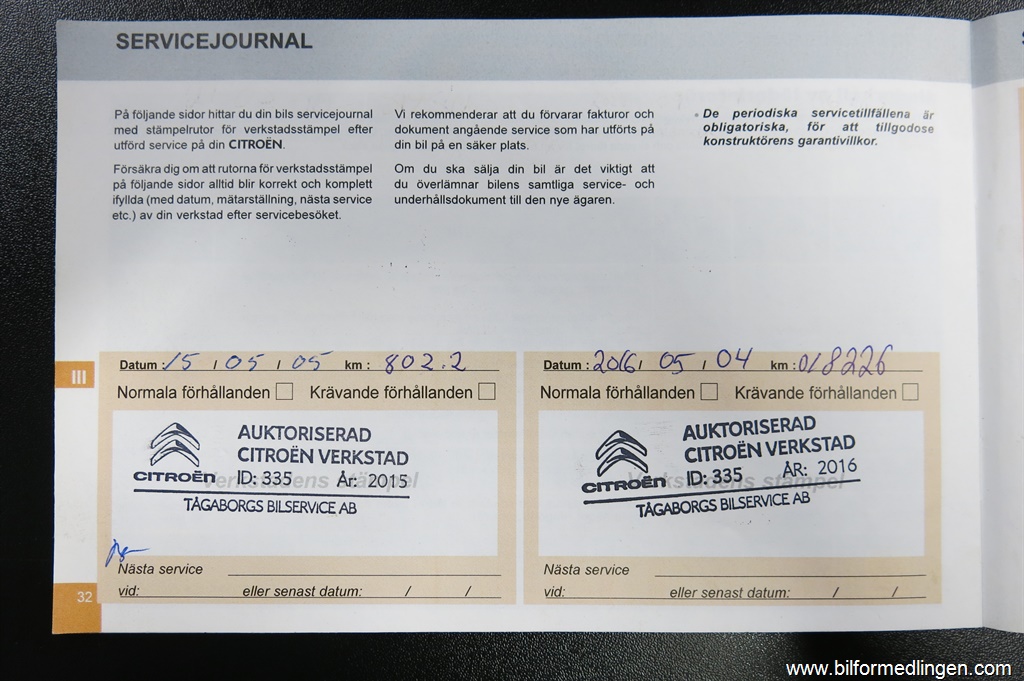 SERVICEJOURNAL
På följande sidor hittar du din bils servicejournal
med stämpelrutor för verkstadsstämpel efter
utförd service på din CITROËN.
Försäkra dig om att rutorna för verkstadsstämpel
på följande sidor alltid blir korrekt och komplett
ifyllda (med datum, mätarställning, nästa service
etc.) av din verkstad efter servicebesöket.
Vi rekommenderar att du förvarar fakturor och
dokument angående service som har utförts på
din bil på en säker plats.
Om du ska sälja din bil är det viktigt att
du överlämnar bilens samtliga service- och
underhållsdokument till den nye ägaren.
De periodiska servicetillfällena är
obligatoriska, för att tillgodose
konstruktörens garantivillkor.
III
Datum : 15 / 05 / 05 km : 802.2
Normala förhållanden Krävande förhållanden
Verkstadens stämpel
AUKTORISERAD
CITROËN VERKSTAD
CITROËN ID: 335 År: 2015
TÅGABORGS BILSERVICE AB
Nästa service
vid: eller senast datum: / /
Datum : 2016 / 05 / 04 km : 018226
Normala förhållanden Krävande förhållanden
Verkstadens stämpel
AUKTORISERAD
CITROËN VERKSTAD
CITROËN ID: 335 ÅR: 2016
TÅGABORGS BILSERVICE AB
Nästa service
vid: eller senast datum: / /
32
www.bilformedlingen.com